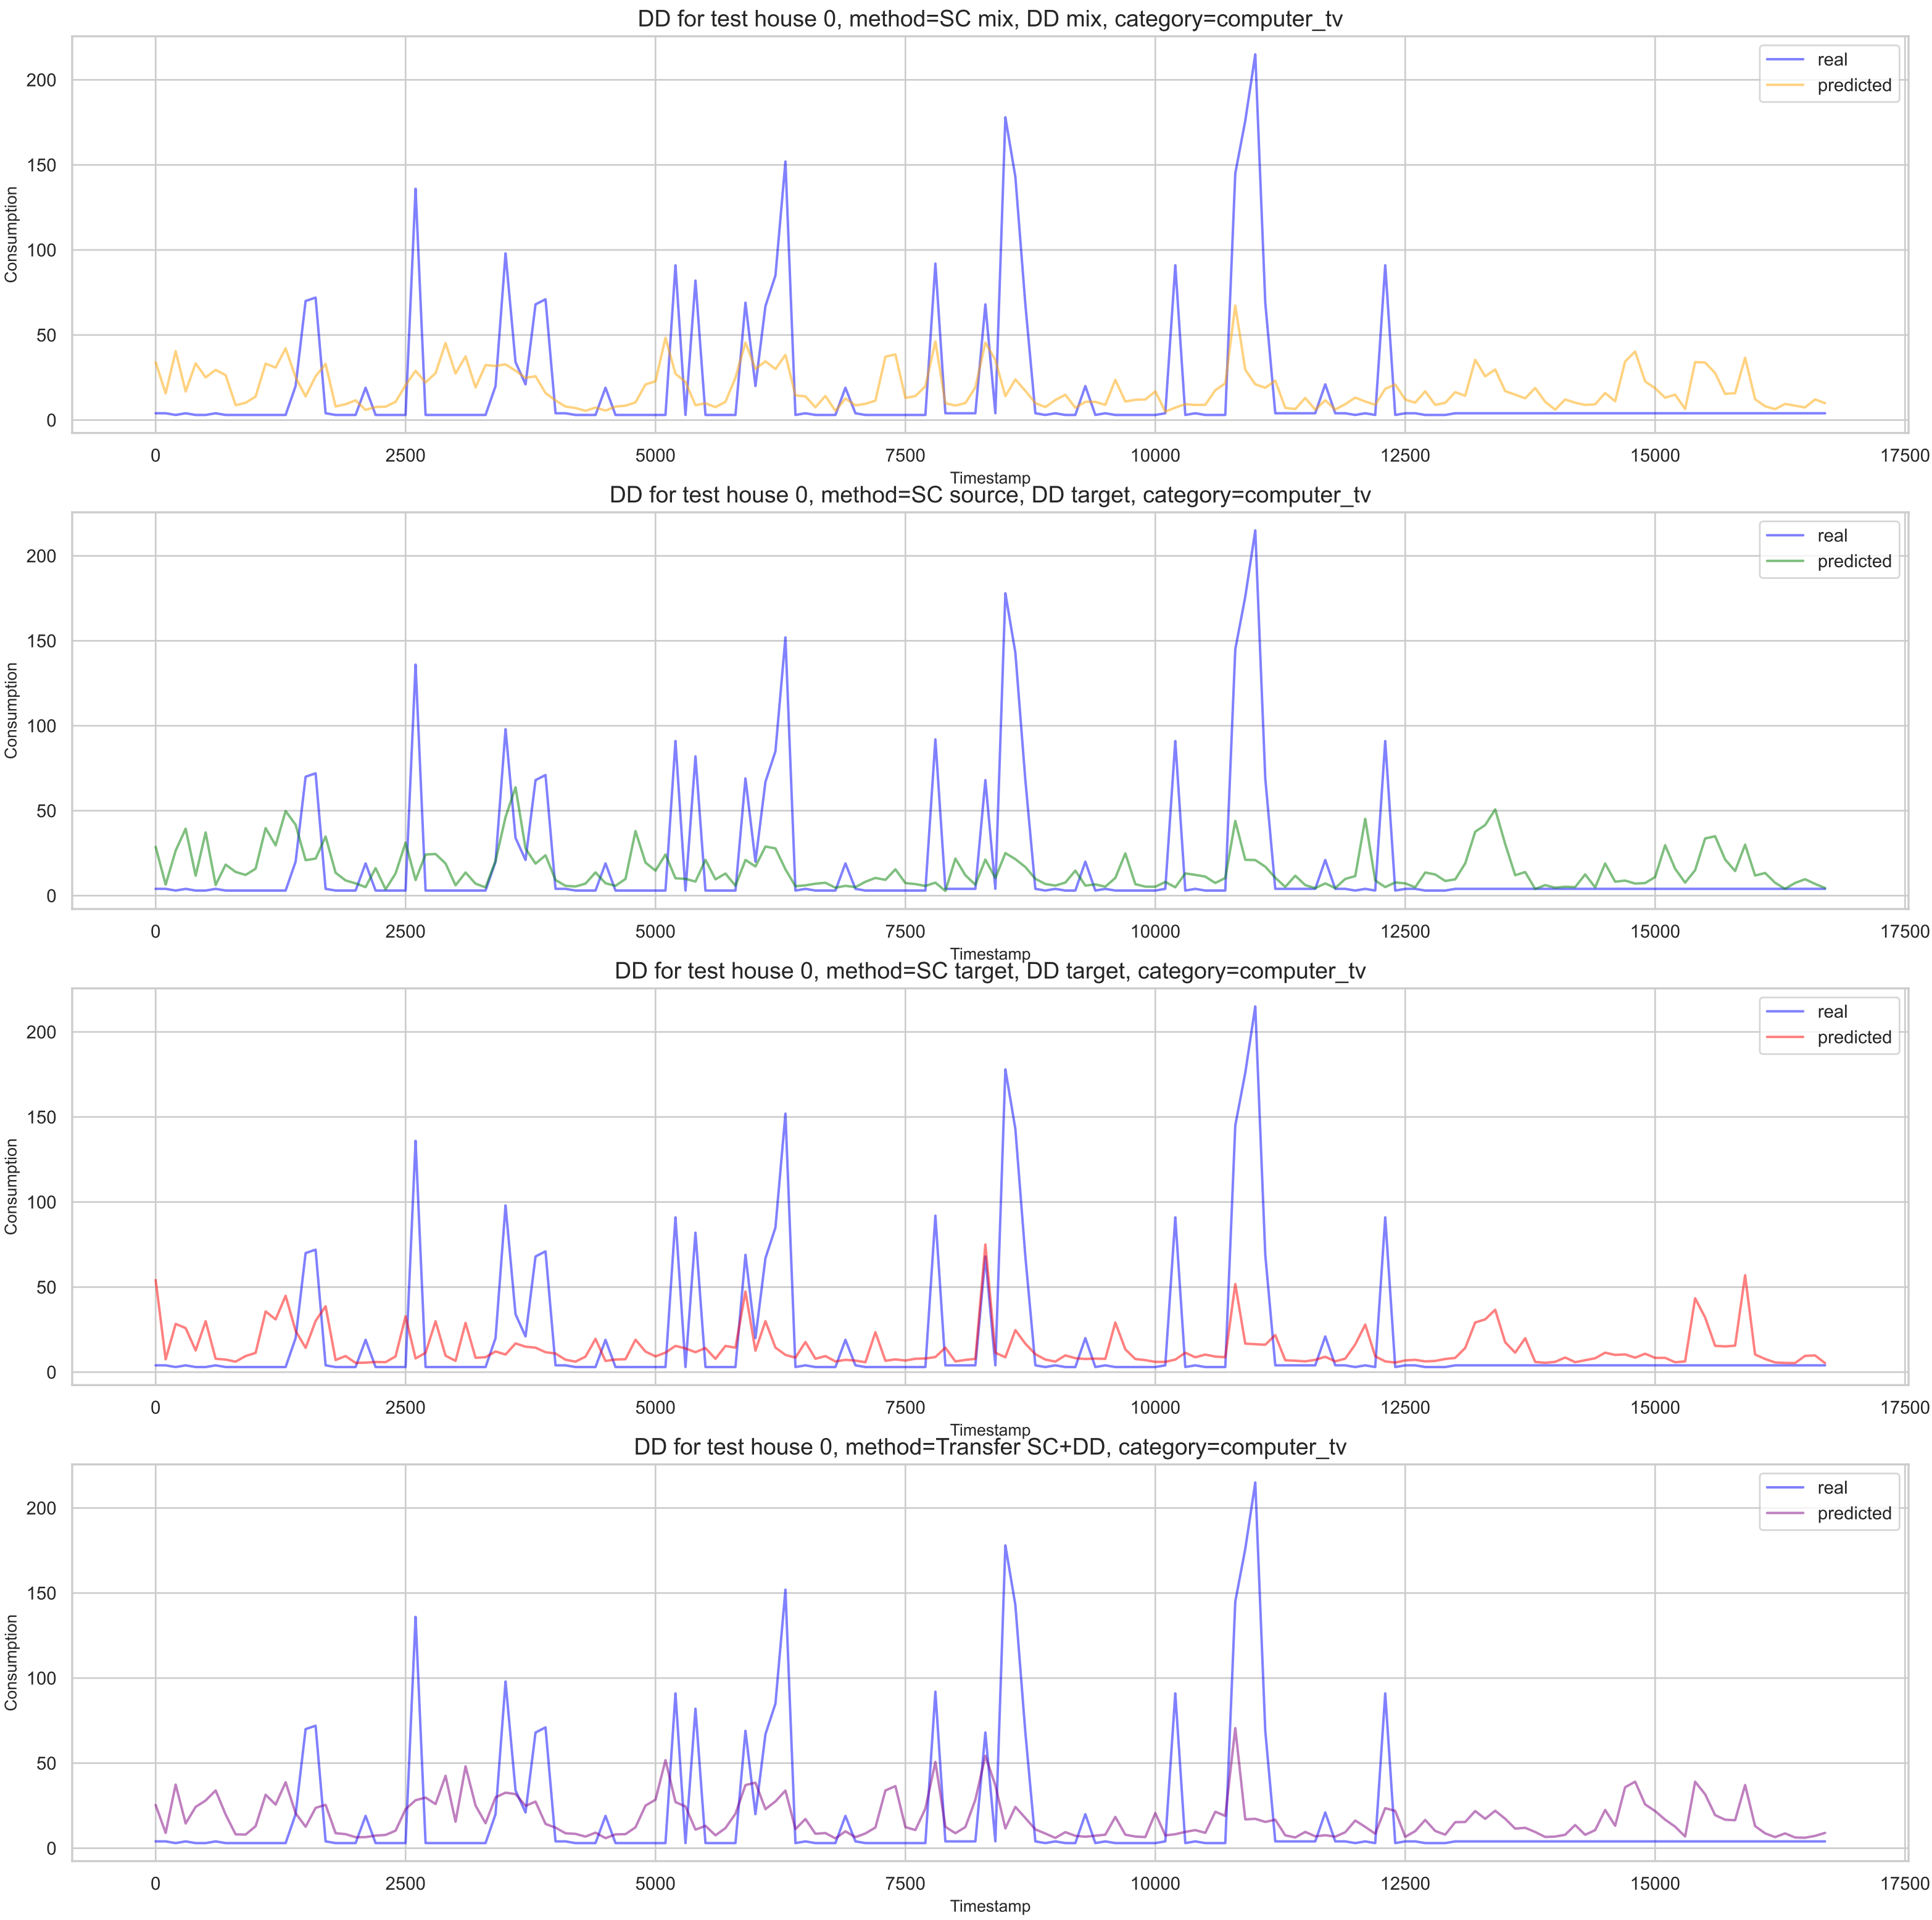 DD for test house 0, method=SC mix, DD mix, category=computer_tv
real
predicted
200
150
100
50
0
Consumption
0 2500 5000 7500 10000 12500 15000 17500
Timestamp
DD for test house 0, method=SC source, DD target, category=computer_tv
real
predicted
200
150
100
50
0
Consumption
0 2500 5000 7500 10000 12500 15000 17500
Timestamp
DD for test house 0, method=SC target, DD target, category=computer_tv
real
predicted
200
150
100
50
0
Consumption
0 2500 5000 7500 10000 12500 15000 17500
Timestamp
DD for test house 0, method=Transfer SC+DD, category=computer_tv
real
predicted
200
150
100
50
0
Consumption
0 2500 5000 7500 10000 12500 15000 17500
Timestamp